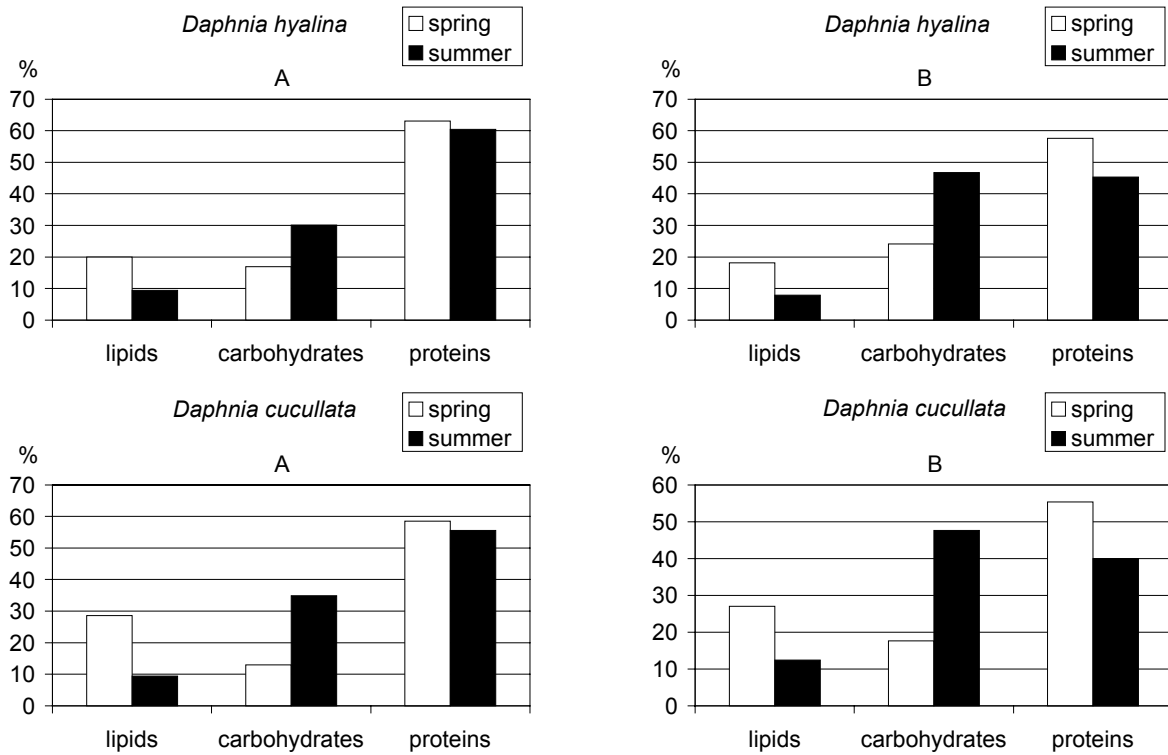 Daphnia hyalina
spring
summer
%
A
70
60
50
40
30
20
10
0
lipids carbohydrates proteins
Daphnia hyalina
spring
summer
%
B
70
60
50
40
30
20
10
0
lipids carbohydrates proteins
Daphnia cucullata
spring
summer
%
A
70
60
50
40
30
20
10
0
lipids carbohydrates proteins
Daphnia cucullata
spring
summer
%
B
60
50
40
30
20
10
0
lipids carbohydrates proteins